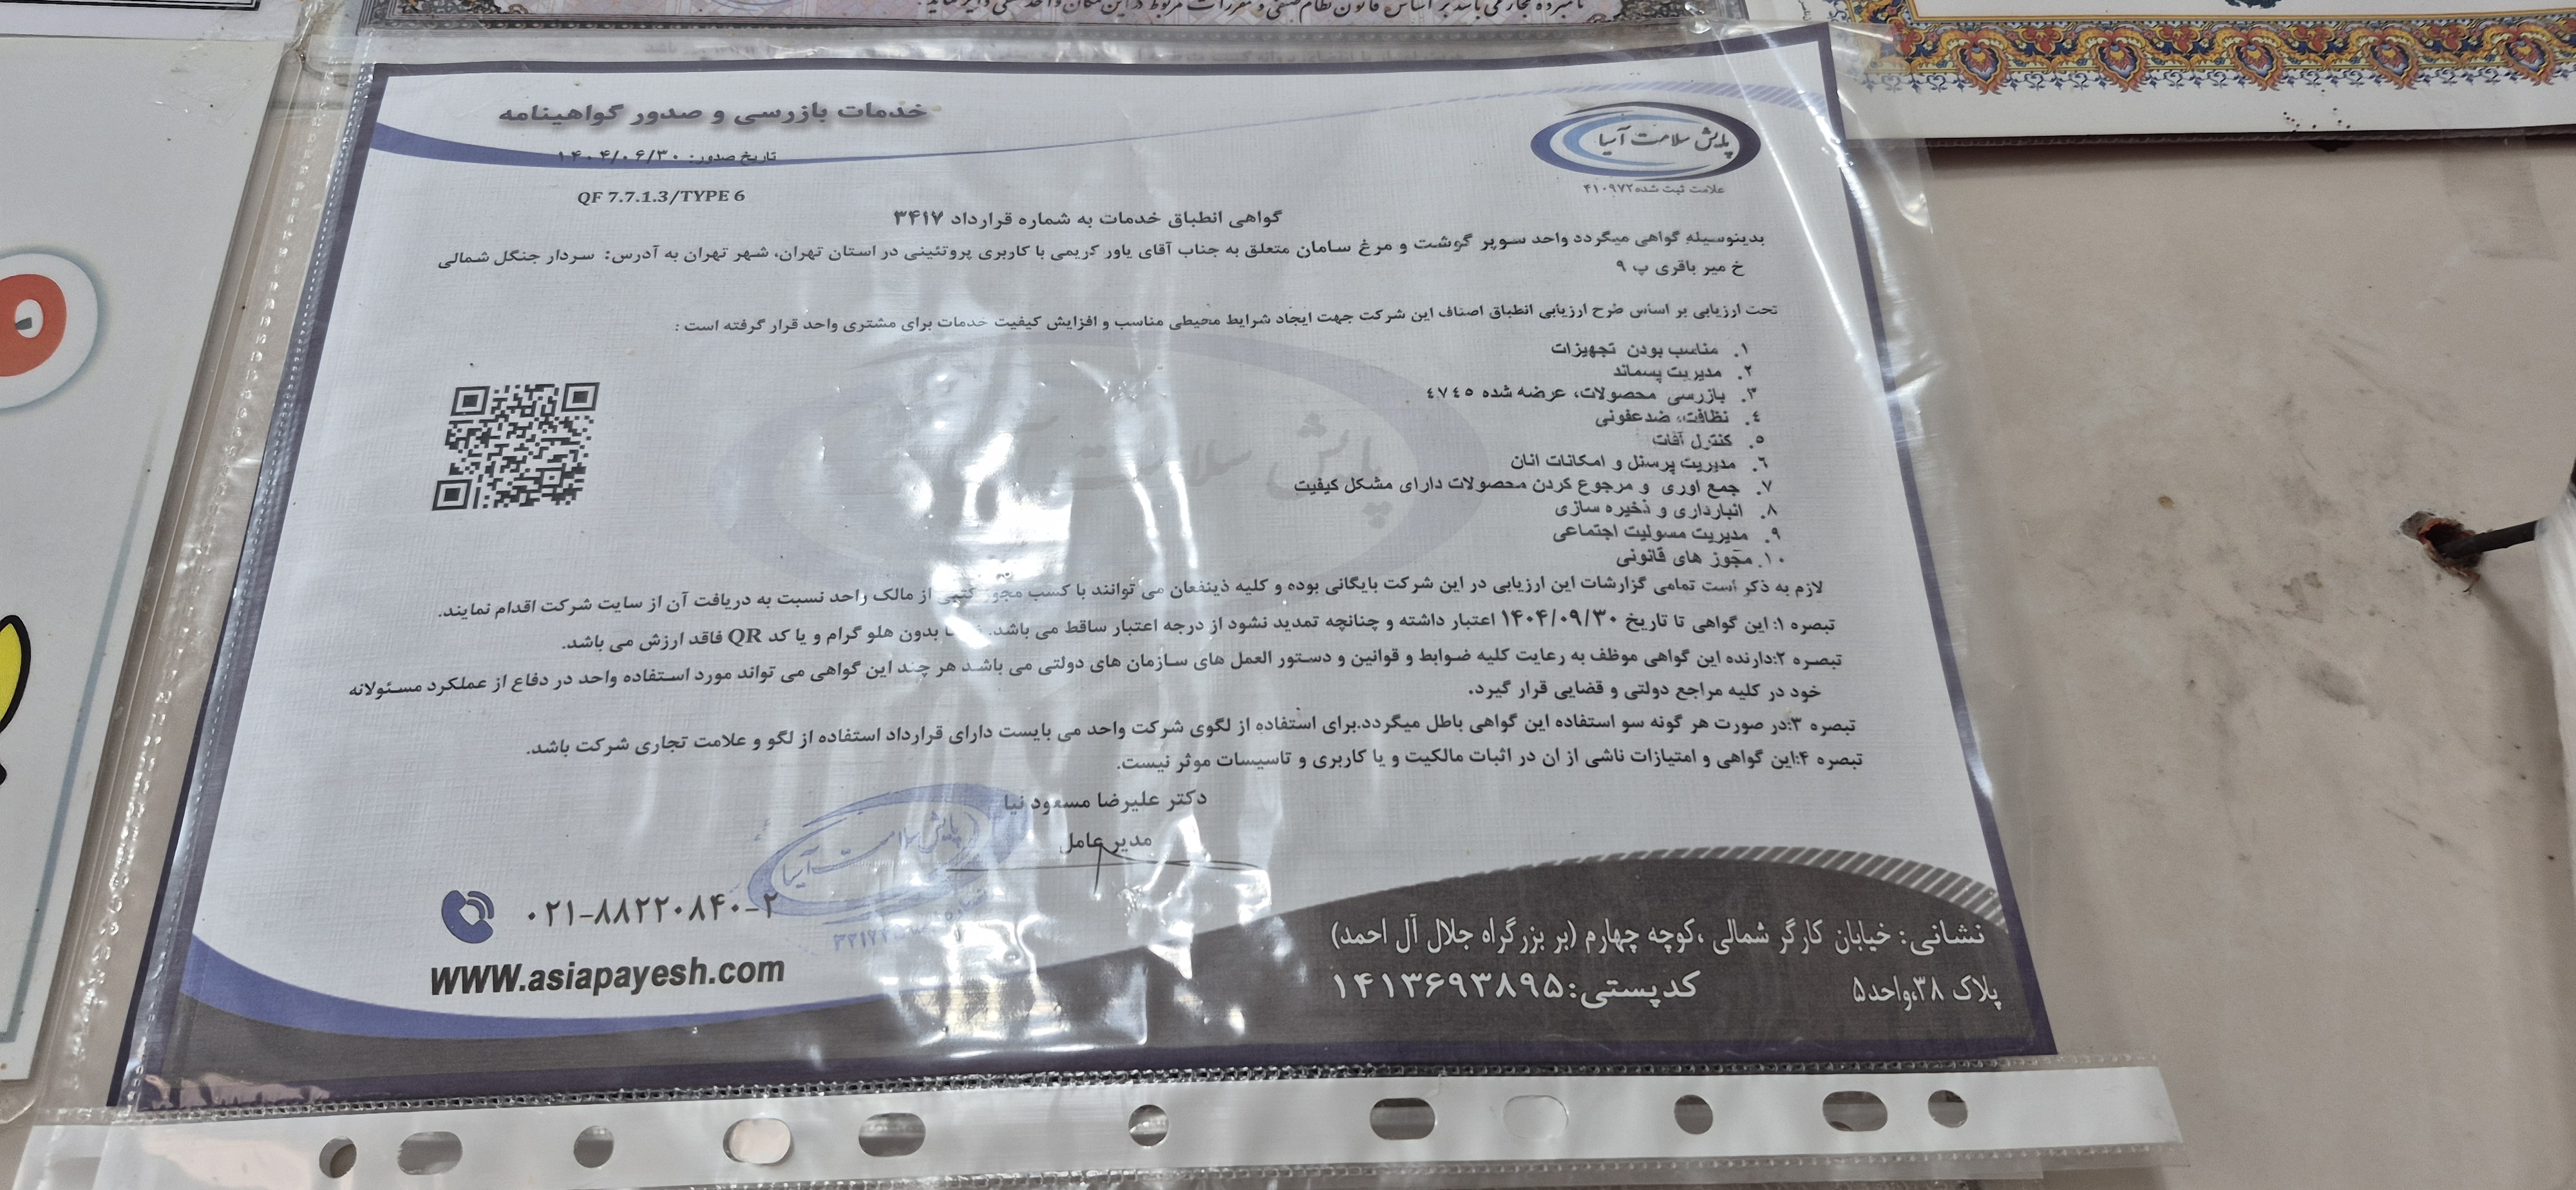 خدمات بازرسی و صدور گواهینامه
تاریخ صدور: ۱۴۰۴/۰۶/۳۰
QF 7.7.1.3/TYPE 6
پایش سلامت آسیا
علامت ثبت شده ۴۱۰۹۷۲
گواهی انطباق خدمات به شماره قرارداد ۳۴۱۷
بدینوسیله گواهی میگردد واحد سوپر گوشت و مرغ سامان متعلق به جناب آقای یاور کریمی با کاربری پروتئینی در استان تهران، شهر تهران به آدرس: سردار جنگل شمالی
خ میر باقری پ ۹
تحت ارزیابی بر اساس طرح ارزیابی انطباق اصناف این شرکت جهت ایجاد شرایط محیطی مناسب و افزایش کیفیت خدمات برای مشتری واحد قرار گرفته است :
۱. مناسب بودن تجهیزات
۲. مدیریت پسماند
۳. بازرسی محصولات، عرضه شده ٤٧٤٥
٤. نظافت، ضدعفونی
٥. کنترل آفات
٦. مدیریت پرسنل و امکانات انان
۷. جمع اوری و مرجوع کردن محصولات دارای مشکل کیفیت
۸. انبارداری و ذخیره سازی
۹. مدیریت مسولیت اجتماعی
۱۰. مجوز های قانونی
لازم به ذکر است تمامی گزارشات این ارزیابی در این شرکت بایگانی بوده و کلیه ذینفعان می توانند با کسب مجوز کتبی از مالک واحد نسبت به دریافت آن از سایت شرکت اقدام نمایند.
تبصره ۱: این گواهی تا تاریخ ۱۴۰۴/۰۹/۳۰ اعتبار داشته و چنانچه تمدید نشود از درجه اعتبار ساقط می باشد. بدون هلو گرام و یا کد QR فاقد ارزش می باشد.
تبصره ۲:دارنده این گواهی موظف به رعایت کلیه ضوابط و قوانین و دستور العمل های سازمان های دولتی می باشد هر چند این گواهی می تواند مورد استفاده واحد در دفاع از عملکرد مسئولانه
خود در کلیه مراجع دولتی و قضایی قرار گیرد.
تبصره ۳:در صورت هر گونه سو استفاده این گواهی باطل میگردد.برای استفاده از لگوی شرکت واحد می بایست دارای قرارداد استفاده از لگو و علامت تجاری شرکت باشد.
تبصره ۴:این گواهی و امتیازات ناشی از ان در اثبات مالکیت و یا کاربری و تاسیسات موثر نیست.
دکتر علیرضا مسعود نیا
مدیر عامل
پایش سلامت آسیا
۰۲۱-۸۸۲۲۰۸۴۰-۲
WWW.asiapayesh.com
نشانی: خیابان کارگر شمالی ،کوچه چهارم (بر بزرگراه جلال آل احمد)
پلاک ۳۸،واحد۵ کدپستی:۱۴۱۳۶۹۳۸۹۵